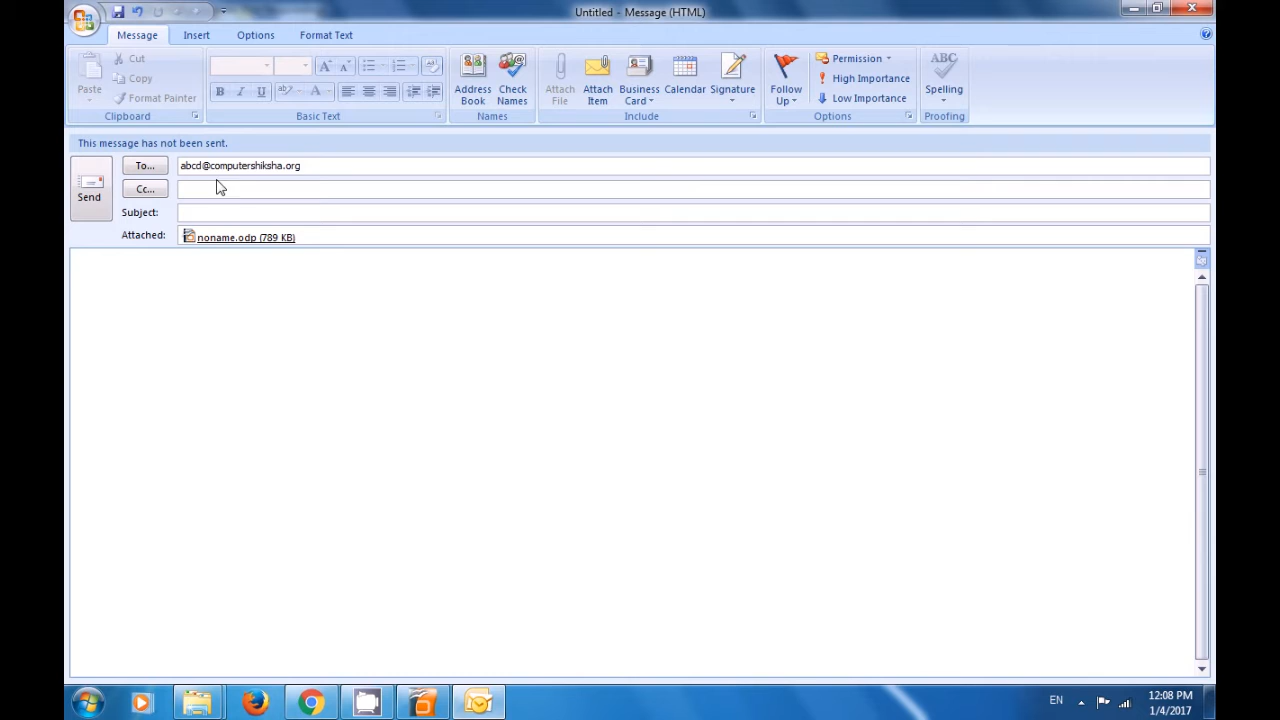 Untitled - Message (HTML)
Message Insert Options Format Text
Paste Cut Copy Format Painter
B I U ab A A A
Address Book Check Names
Attach File Attach Item Business Card Calendar Signature
Follow Up Permission High Importance Low Importance
ABC Spelling
Clipboard Basic Text Names Include Options Proofing
This message has not been sent.
Send
To... abcd@computershiksha.org
Cc...
Subject:
Attached: noname.odp (789 KB)
EN 12:08 PM
1/4/2017